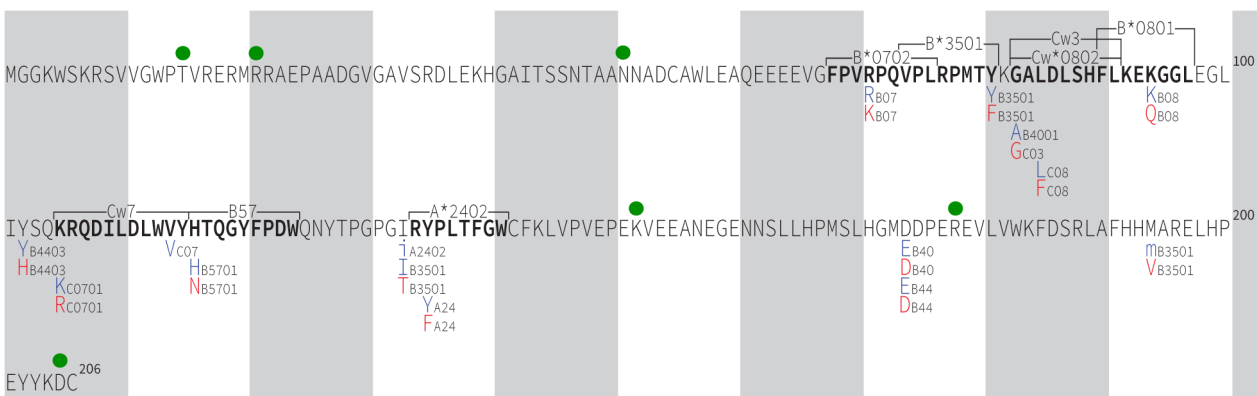 B*0801
B*3501 Cw3
B*0702 Cw*0802
MGGKWSKRSVVGWPTVRERMRRAEPAADGVGAVSRDLEKHGAITSSNTAANNADCAWLEAQEEEEVGFPVRPQVPLRPMTYKGALDLSHFLKEKGGLEGL 100
RB07 YB3501 KB08
KB07 FB3501 QB08
AB4001
GC03
LC08
FC08
Cw7 B57 A*2402
IYSQKRQDILDLWVYHTQGYFPDWQNYTPGPGIRYPLTFGWCFKLVPVEPEKVEEANEGENNSLLHPMSLHGMDDPEREVLVWKFDSRLAFHHMARELHP 200
YB4403 VC07 iA2402 EB40 mB3501
HB4403 HB5701 IB3501 DB40 VB3501
KC0701 NB5701 TB3501 EB44
RC0701 YA24 DB44
FA24
EYYKDC 206